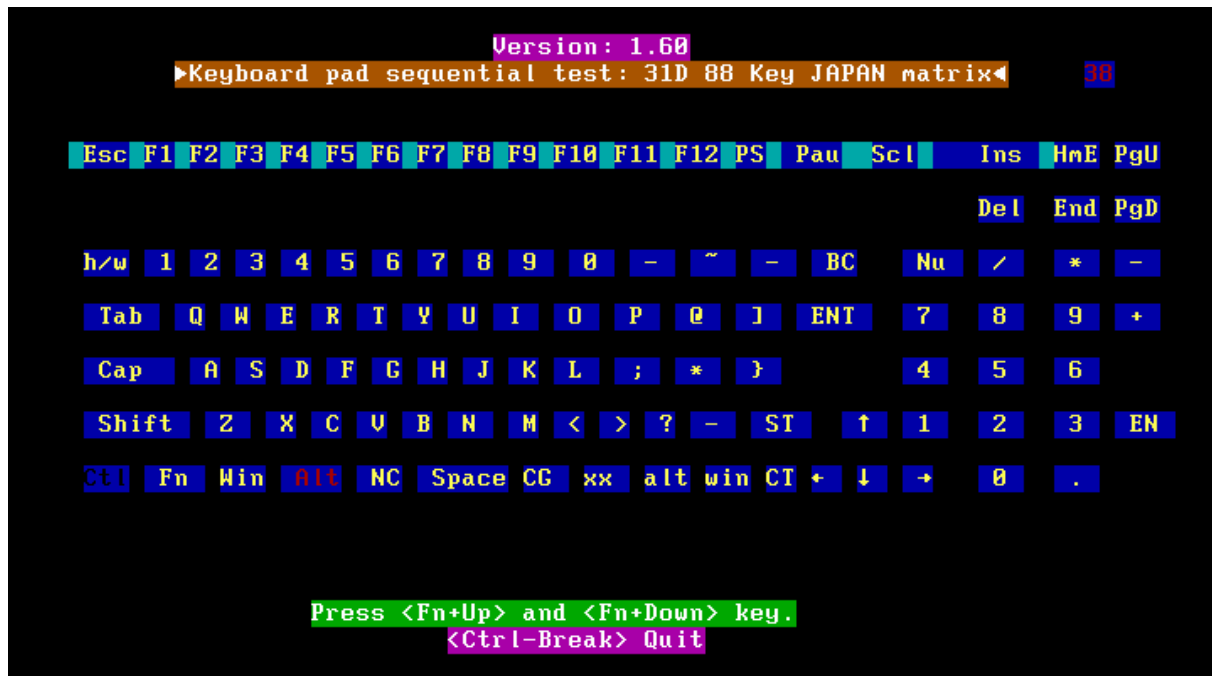 Version: 1.60
►Keyboard pad sequential test: 31D 88 Key JAPAN matrix◄ 38
Esc F1 F2 F3 F4 F5 F6 F7 F8 F9 F10 F11 F12 PS Pau Scl Ins HmE PgU
Del End PgD
h/w 1 2 3 4 5 6 7 8 9 0 - ~ - BC Nu / * -
Tab Q W E R T Y U I O P @ ] ENT 7 8 9 +
Cap A S D F G H J K L ; * } 4 5 6
Shift Z X C V B N M < > ? - ST ↑ 1 2 3 EN
Ctl Fn Win Alt NC Space CG xx alt win CT ← ↓ → 0 .
Press <Fn+Up> and <Fn+Down> key.
<Ctrl-Break> Quit